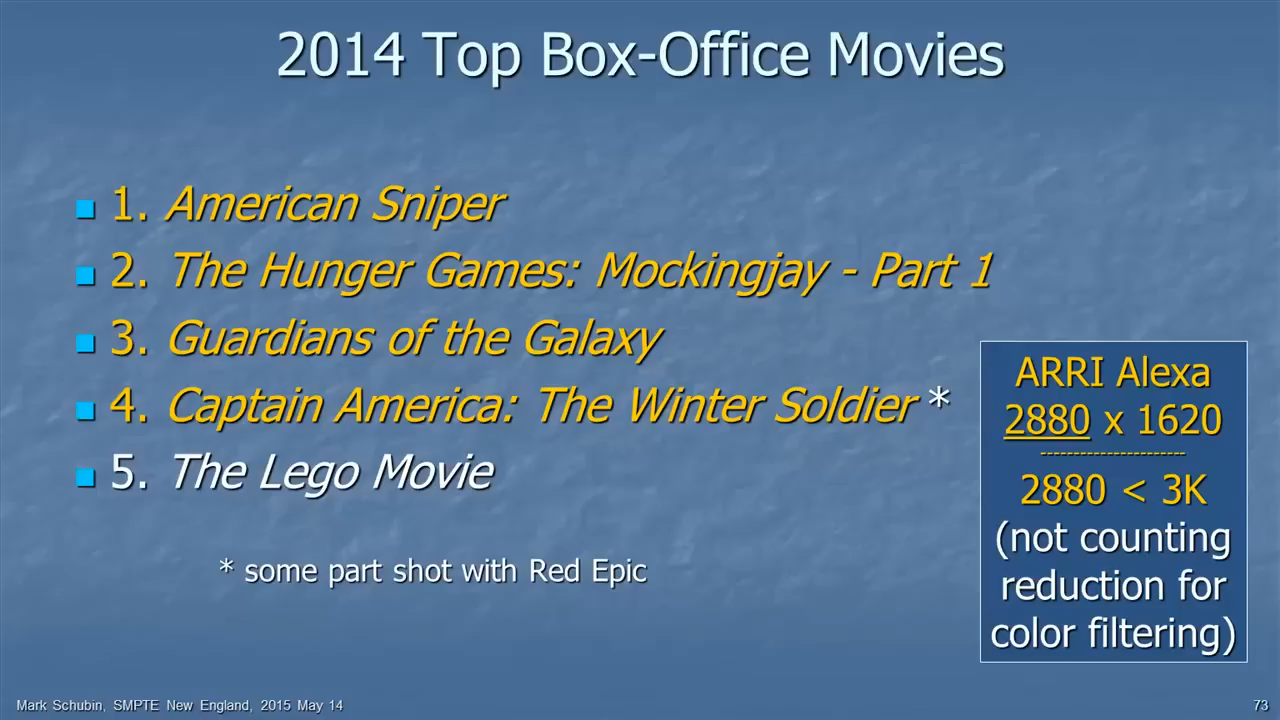 2014 Top Box-Office Movies
1. American Sniper
2. The Hunger Games: Mockingjay - Part 1
3. Guardians of the Galaxy
4. Captain America: The Winter Soldier *
5. The Lego Movie
* some part shot with Red Epic
ARRI Alexa
2880 x 1620
----------------------
2880 < 3K
(not counting
reduction for
color filtering)
Mark Schubin, SMPTE New England, 2015 May 14
73